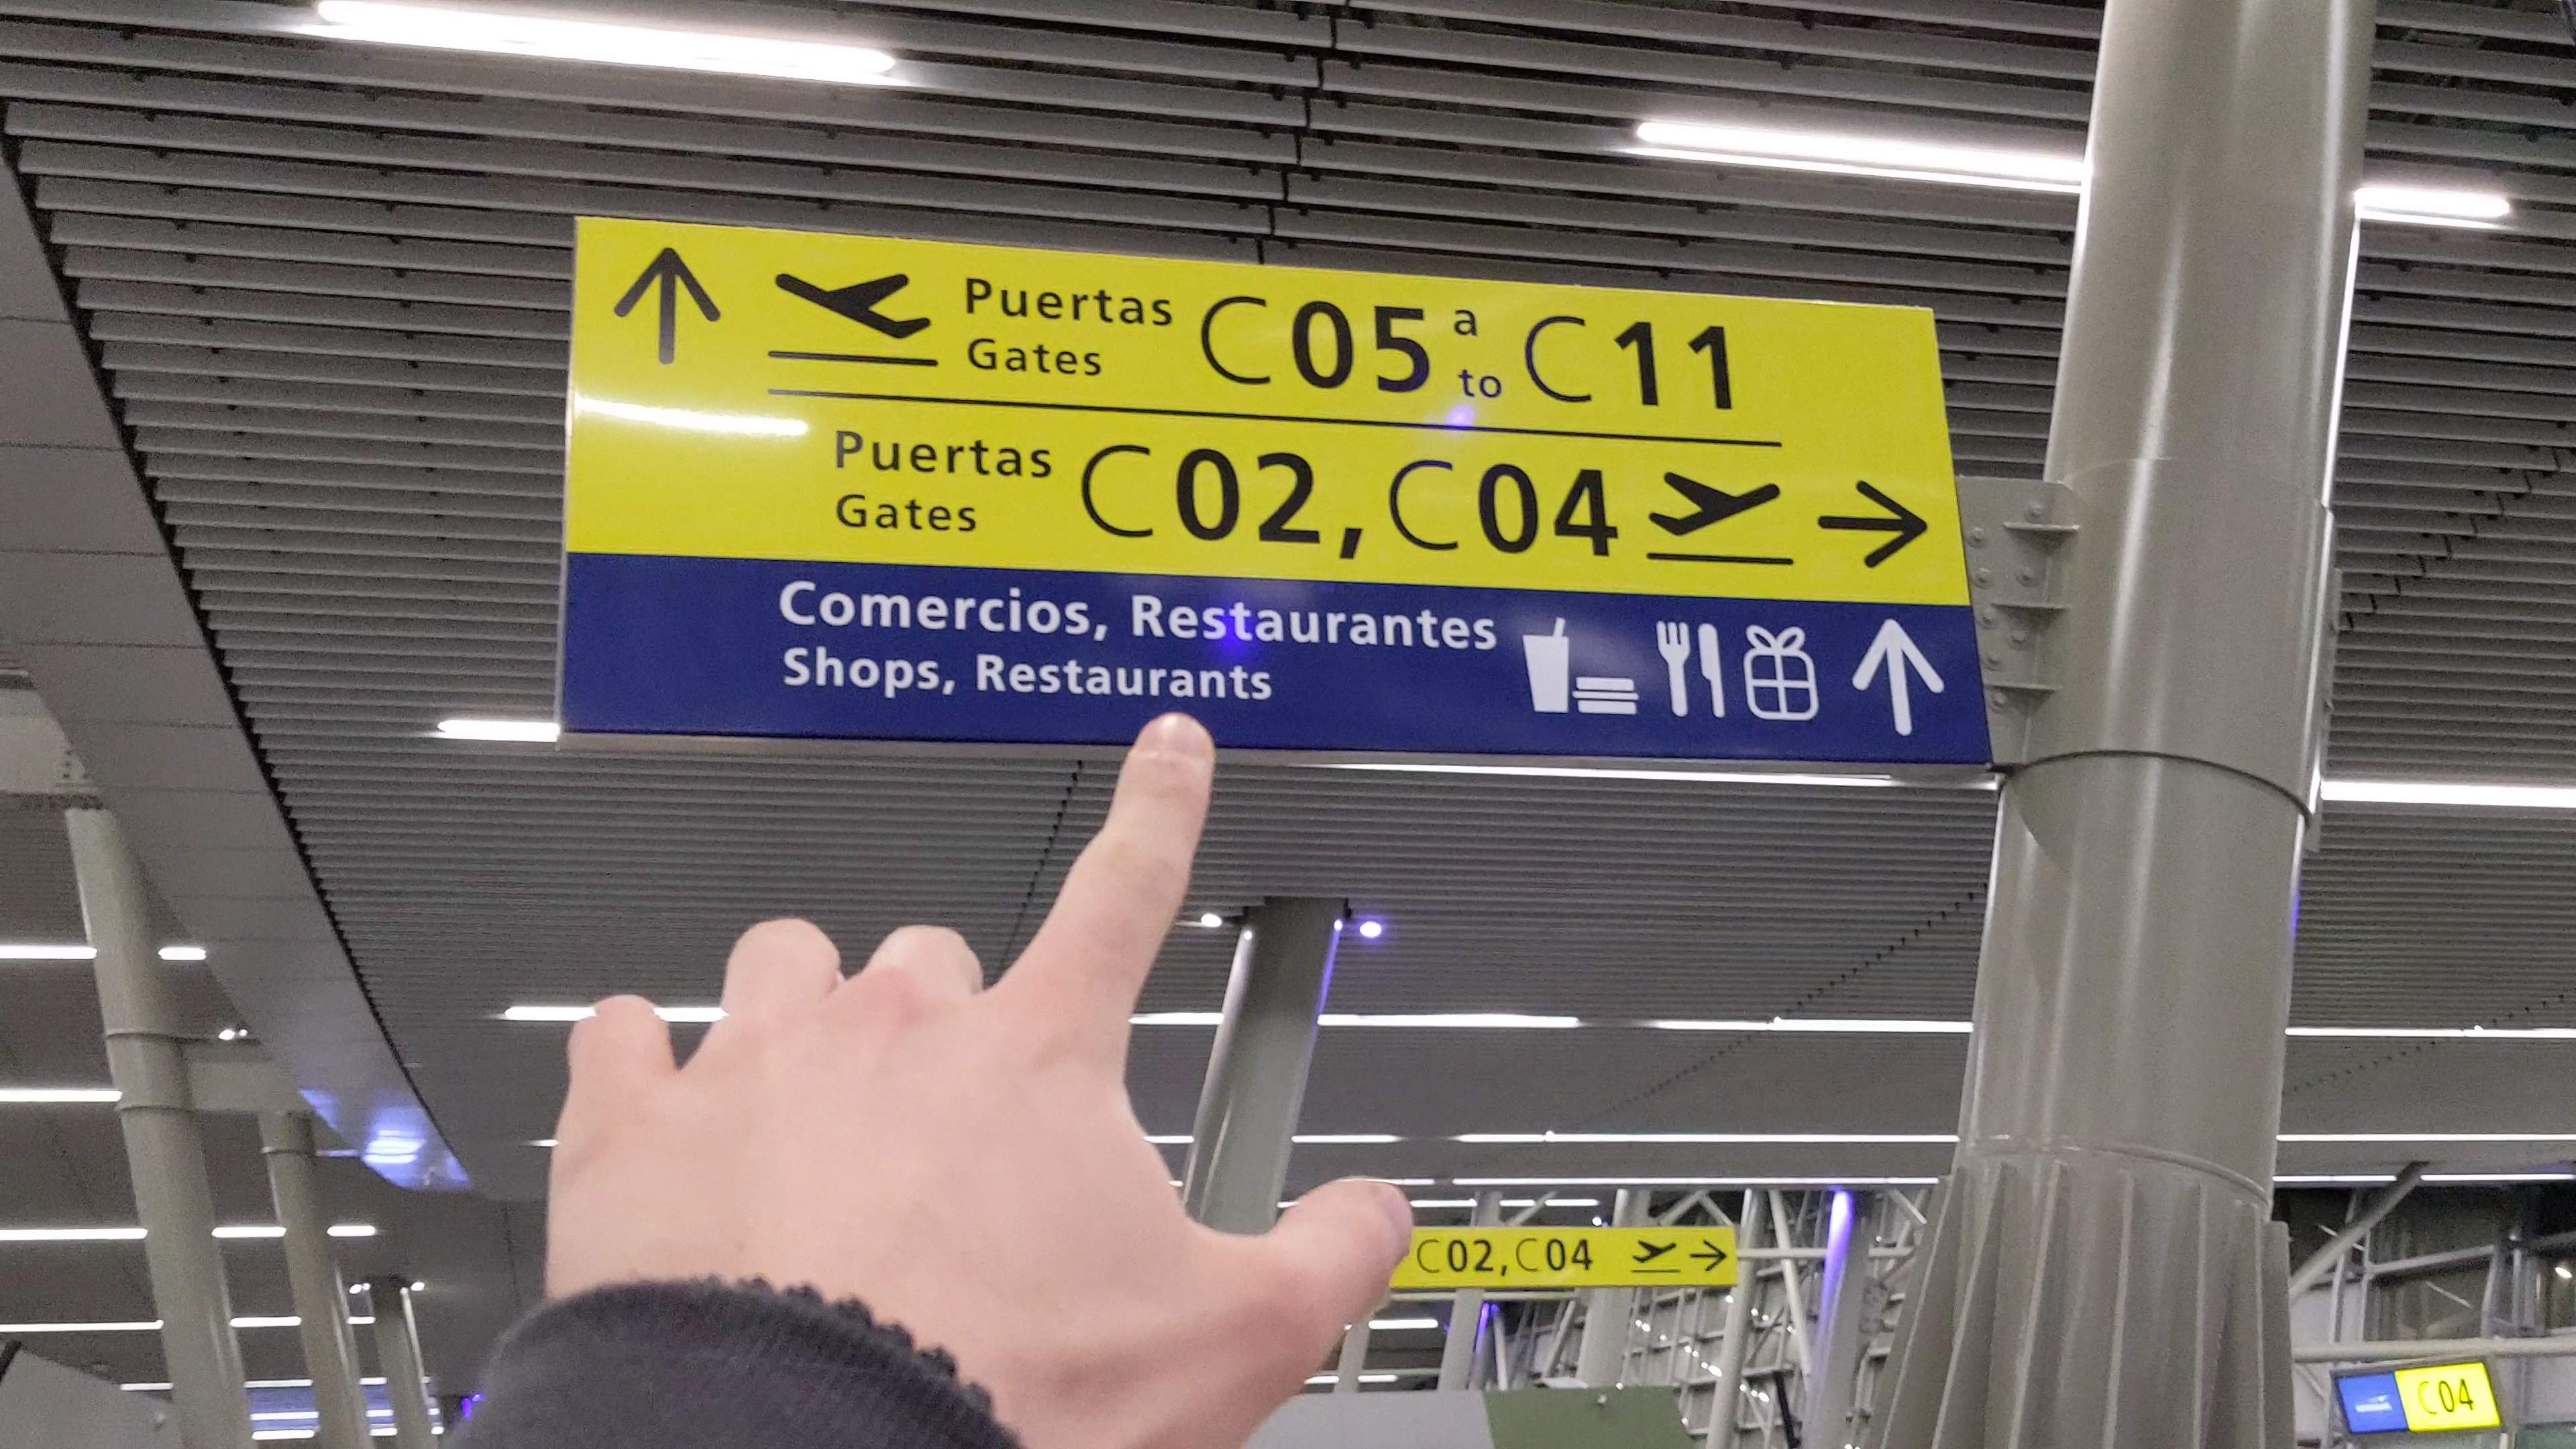 Puertas C05 a C11
Gates to
Puertas C02, C04
Gates
Comercios, Restaurantes
Shops, Restaurants
C02, C04
C04